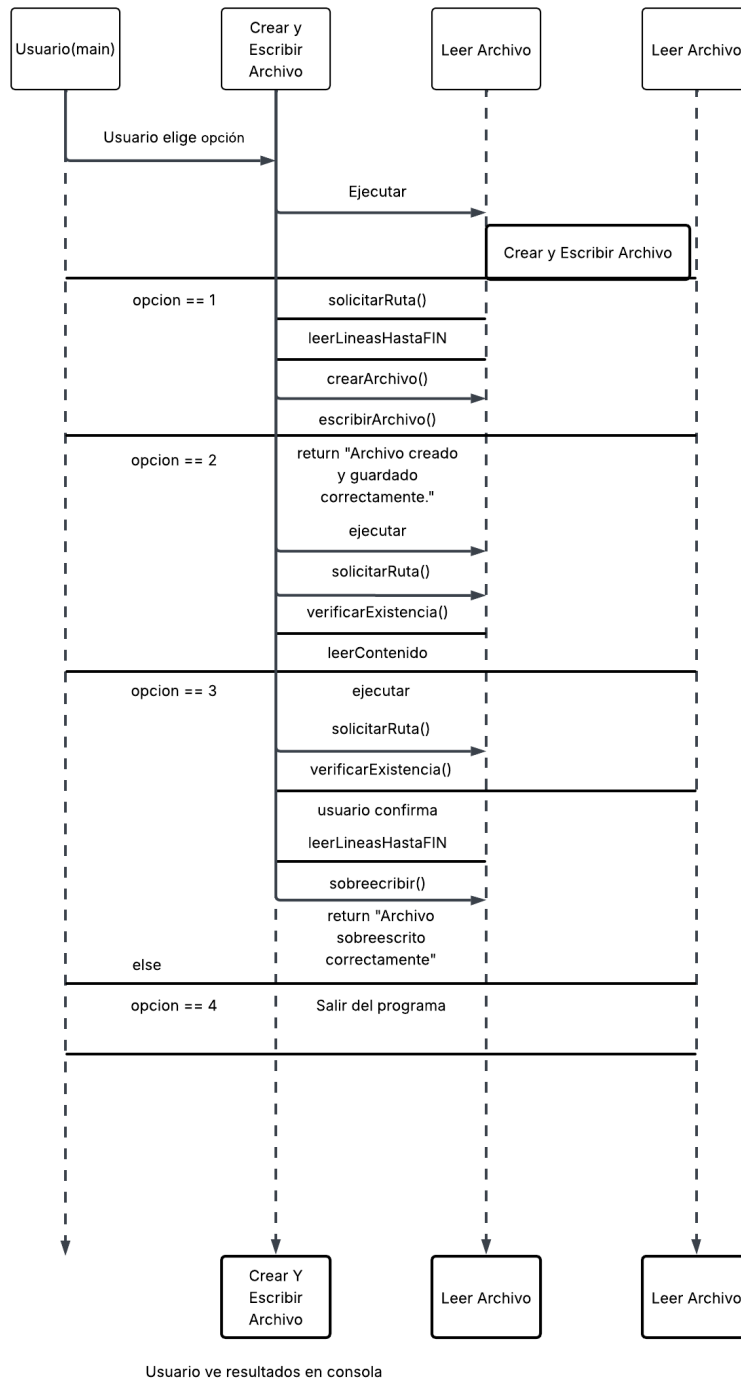 Usuario(main)
Crear y
Escribir
Archivo
Leer Archivo
Leer Archivo
Usuario elige opción
Ejecutar
Crear y Escribir Archivo
opcion == 1
solicitarRuta()
leerLineasHastaFIN
crearArchivo()
escribirArchivo()
opcion == 2
return "Archivo creado
y guardado
correctamente."
ejecutar
solicitarRuta()
verificarExistencia()
leerContenido
opcion == 3
ejecutar
solicitarRuta()
verificarExistencia()
usuario confirma
leerLineasHastaFIN
sobreecribir()
return "Archivo
sobreescrito
correctamente"
else
opcion == 4
Salir del programa
Crear Y
Escribir
Archivo
Leer Archivo
Leer Archivo
Usuario ve resultados en consola